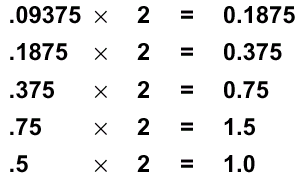 .09375 × 2 = 0.1875
.1875 × 2 = 0.375
.375 × 2 = 0.75
.75 × 2 = 1.5
.5 × 2 = 1.0